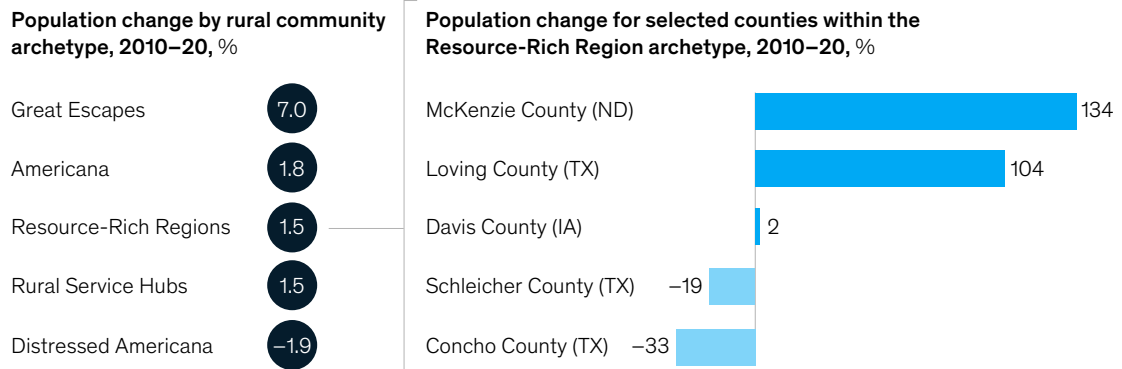 Population change by rural community
archetype, 2010–20, %
Great Escapes 7.0
Americana 1.8
Resource-Rich Regions 1.5
Rural Service Hubs 1.5
Distressed Americana –1.9
Population change for selected counties within the
Resource-Rich Region archetype, 2010–20, %
McKenzie County (ND) 134
Loving County (TX) 104
Davis County (IA) 2
Schleicher County (TX) –19
Concho County (TX) –33